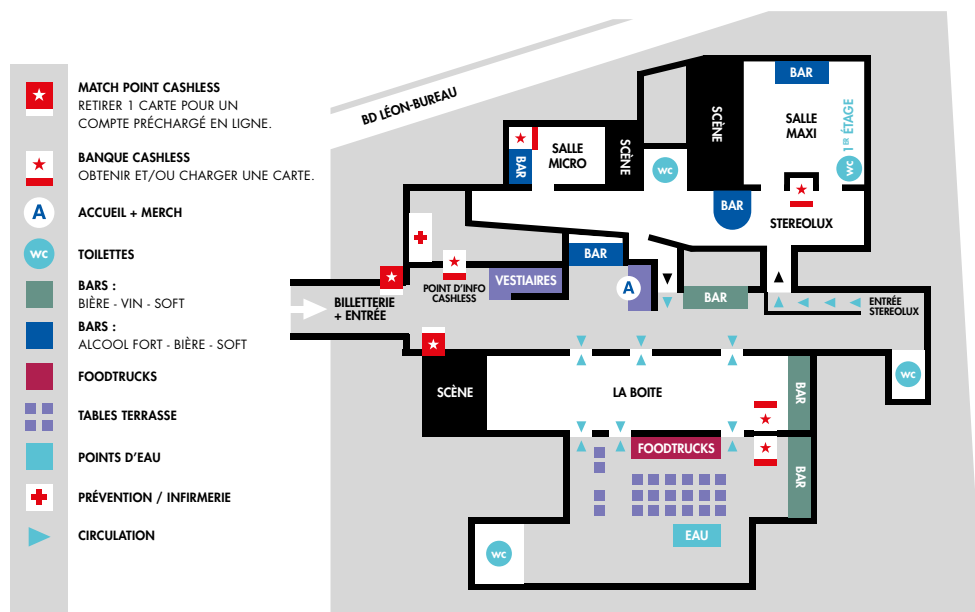 MATCH POINT CASHLESS
RETIRER 1 CARTE POUR UN
COMPTE PRÉCHARGÉ EN LIGNE.
BANQUE CASHLESS
OBTENIR ET/OU CHARGER UNE CARTE.
A
ACCUEIL + MERCH
wc
TOILETTES
BARS :
BIÈRE - VIN - SOFT
BARS :
ALCOOL FORT - BIÈRE - SOFT
FOODTRUCKS
TABLES TERRASSE
POINTS D'EAU
PRÉVENTION / INFIRMERIE
CIRCULATION
BD LÉON-BUREAU
BAR
SALLE
MAXI
SCÈNE
1ER ÉTAGE
wc
SALLE
MICRO
SCÈNE
BAR
wc
BAR
STEREOLUX
BAR
VESTIAIRES
POINT D'INFO
CASHLESS
A
BAR
BILLETTERIE
+ ENTRÉE
ENTRÉE
STEREOLUX
wc
SCÈNE
LA BOITE
BAR
FOODTRUCKS
BAR
EAU
wc